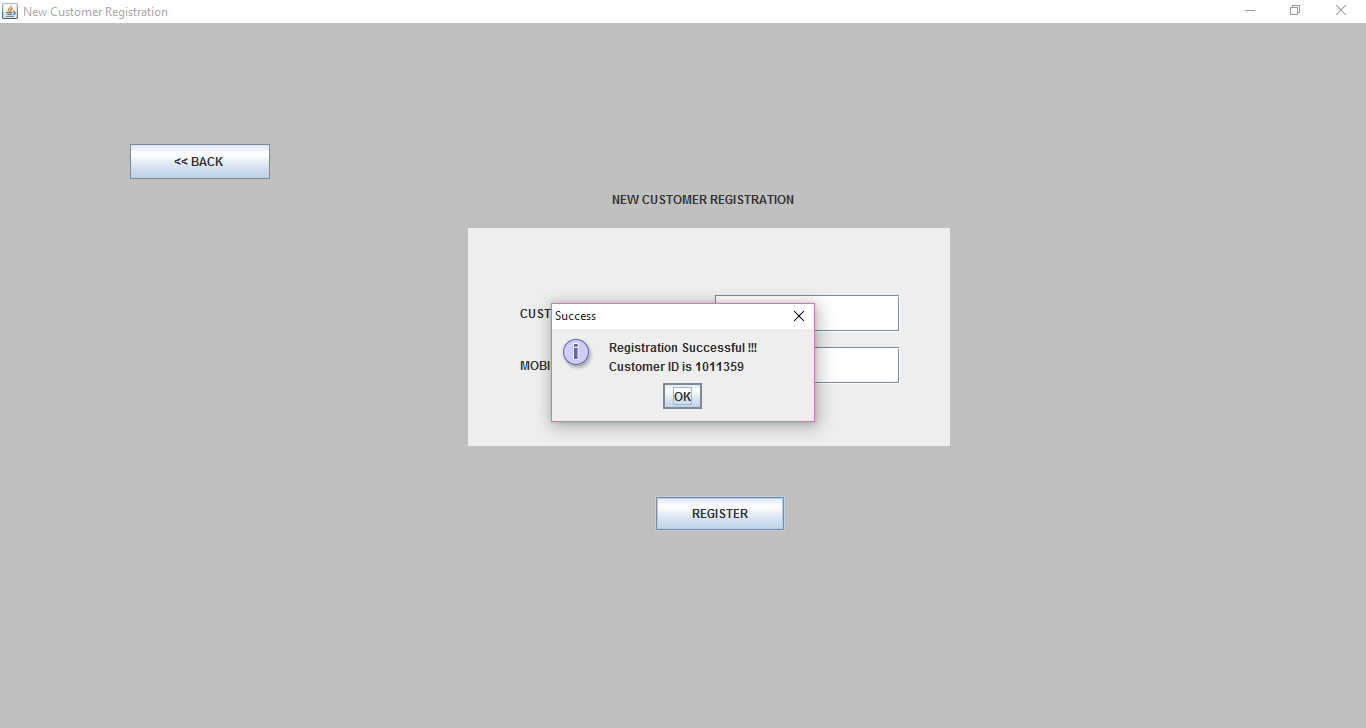 New Customer Registration
<< BACK
NEW CUSTOMER REGISTRATION
CUST
Success
Registration Successful !!!
MOBI
Customer ID is 1011359
OK
REGISTER